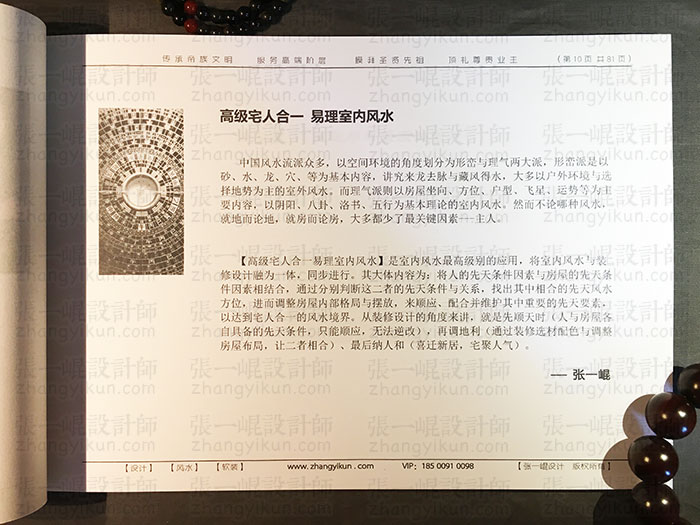 传承帝族文明 服务高端阶层 膜拜圣贤先祖 顶礼尊贵业主 （第10页 共81页）
高级宅人合一 易理室内风水
中国风水流派众多，以空间环境的角度划分为形峦与理气两大派，形峦派是以
砂、水、龙、穴、等为基本内容，讲究来龙去脉与藏风得水，大多以户外环境与选
择地势为主的室外风水。而理气派则以房屋坐向、方位、户型、飞星、运势等为主
要内容，以阴阳、八卦、洛书、五行为基本理论的室内风水。然而不论哪种风水，
就地而论地，就房而论房，大多都少了最关键因素——主人。
【高级宅人合一易理室内风水】是室内风水最高级别的应用，将室内风水与装
修设计融为一体，同步进行。其大体内容为：将人的先天条件因素与房屋的先天条
件因素相结合，通过分别判断这二者的先天条件与关系，找出其中相合的先天风水
方位，进而调整房屋内部格局与摆放，来顺应、配合并维护其中重要的先天要素，
以达到宅人合一的风水境界。从装修设计的角度来讲，就是先顺天时（人与房屋各
自具备的先天条件，只能顺应，无法逆改），再调地利（通过装修选材配色与调整
房屋布局，让二者相合）、最后纳人和（喜迁新居，宅聚人气）。
—— 张一崐
【设计】 【风水】 【软装】 www.zhangyikun.com VIP：185 0091 0098 【张一崐设计 版权所有】
張一崐設計師
zhangyikun.com